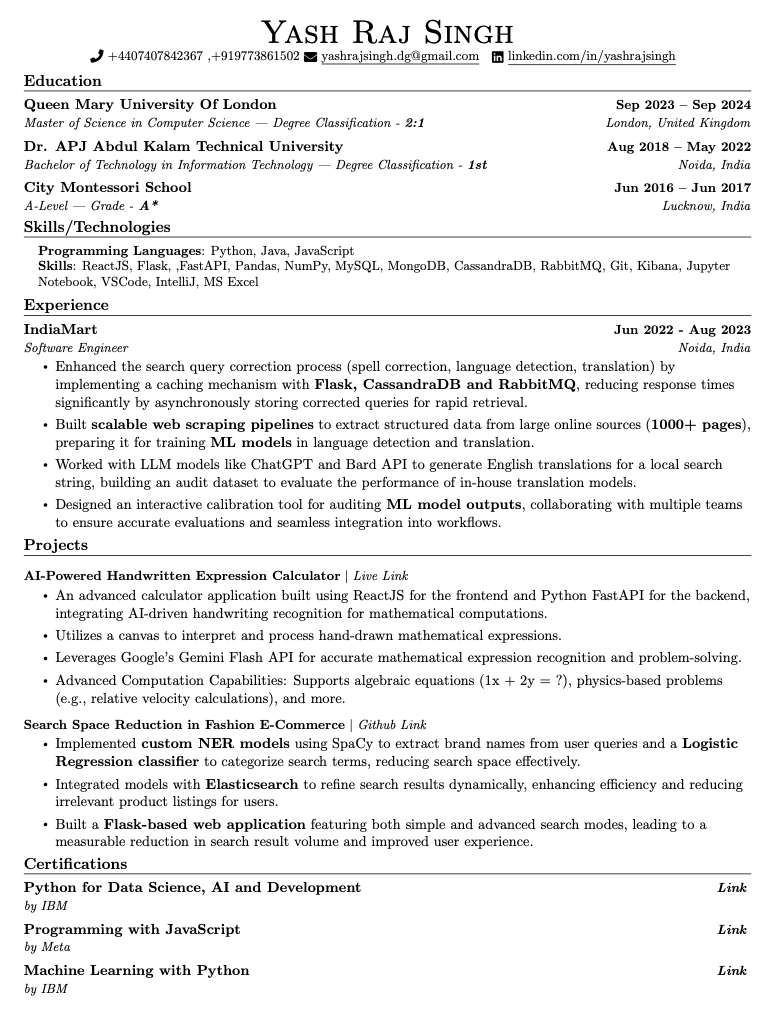 Yash Raj Singh
+4407407842367 ,+919773861502 yashrajsingh.dg@gmail.com linkedin.com/in/yashrajsingh
Education
Queen Mary University Of London Sep 2023 – Sep 2024
Master of Science in Computer Science — Degree Classification - 2:1 London, United Kingdom
Dr. APJ Abdul Kalam Technical University Aug 2018 – May 2022
Bachelor of Technology in Information Technology — Degree Classification - 1st Noida, India
City Montessori School Jun 2016 – Jun 2017
A-Level — Grade - A* Lucknow, India
Skills/Technologies
Programming Languages: Python, Java, JavaScript
Skills: ReactJS, Flask, ,FastAPI, Pandas, NumPy, MySQL, MongoDB, CassandraDB, RabbitMQ, Git, Kibana, Jupyter
Notebook, VSCode, IntelliJ, MS Excel
Experience
IndiaMart Jun 2022 - Aug 2023
Software Engineer Noida, India
• Enhanced the search query correction process (spell correction, language detection, translation) by
implementing a caching mechanism with Flask, CassandraDB and RabbitMQ, reducing response times
significantly by asynchronously storing corrected queries for rapid retrieval.
• Built scalable web scraping pipelines to extract structured data from large online sources (1000+ pages),
preparing it for training ML models in language detection and translation.
• Worked with LLM models like ChatGPT and Bard API to generate English translations for a local search
string, building an audit dataset to evaluate the performance of in-house translation models.
• Designed an interactive calibration tool for auditing ML model outputs, collaborating with multiple teams
to ensure accurate evaluations and seamless integration into workflows.
Projects
AI-Powered Handwritten Expression Calculator | Live Link
• An advanced calculator application built using ReactJS for the frontend and Python FastAPI for the backend,
integrating AI-driven handwriting recognition for mathematical computations.
• Utilizes a canvas to interpret and process hand-drawn mathematical expressions.
• Leverages Google's Gemini Flash API for accurate mathematical expression recognition and problem-solving.
• Advanced Computation Capabilities: Supports algebraic equations (1x + 2y = ?), physics-based problems
(e.g., relative velocity calculations), and more.
Search Space Reduction in Fashion E-Commerce | Github Link
• Implemented custom NER models using SpaCy to extract brand names from user queries and a Logistic
Regression classifier to categorize search terms, reducing search space effectively.
• Integrated models with Elasticsearch to refine search results dynamically, enhancing efficiency and reducing
irrelevant product listings for users.
• Built a Flask-based web application featuring both simple and advanced search modes, leading to a
measurable reduction in search result volume and improved user experience.
Certifications
Python for Data Science, AI and Development Link
by IBM
Programming with JavaScript Link
by Meta
Machine Learning with Python Link
by IBM